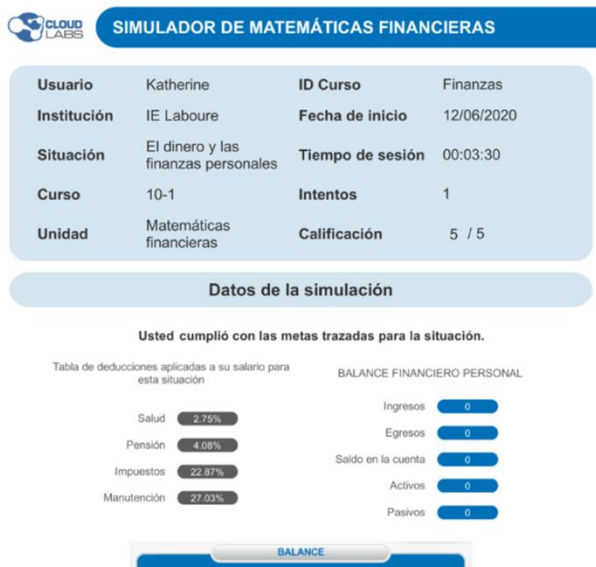 CLOUD
LABS
SIMULADOR DE MATEMÁTICAS FINANCIERAS
Usuario Katherine ID Curso Finanzas
Institución IE Laboure Fecha de inicio 12/06/2020
Situación El dinero y las
finanzas personales Tiempo de sesión 00:03:30
Curso 10-1 Intentos 1
Unidad Matemáticas
financieras Calificación 5 / 5
Datos de la simulación
Usted cumplió con las metas trazadas para la situación.
Tabla de deducciones aplicadas a su salario para
esta situación
Salud 2.75%
Pensión 4.08%
Impuestos 22.87%
Manutención 27.03%
BALANCE FINANCIERO PERSONAL
Ingresos 0
Egresos 0
Saldo en la cuenta 0
Activos 0
Pasivos 0
BALANCE